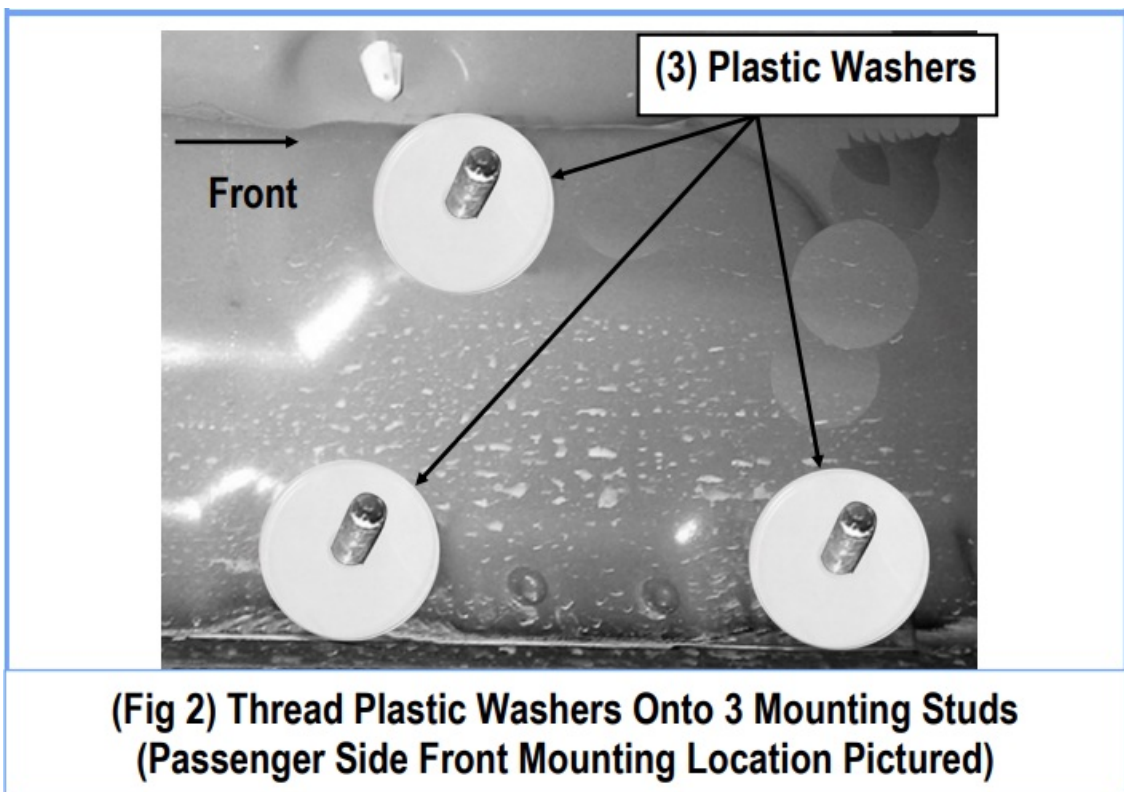 (3) Plastic Washers
Front
(Fig 2) Thread Plastic Washers Onto 3 Mounting Studs
(Passenger Side Front Mounting Location Pictured)